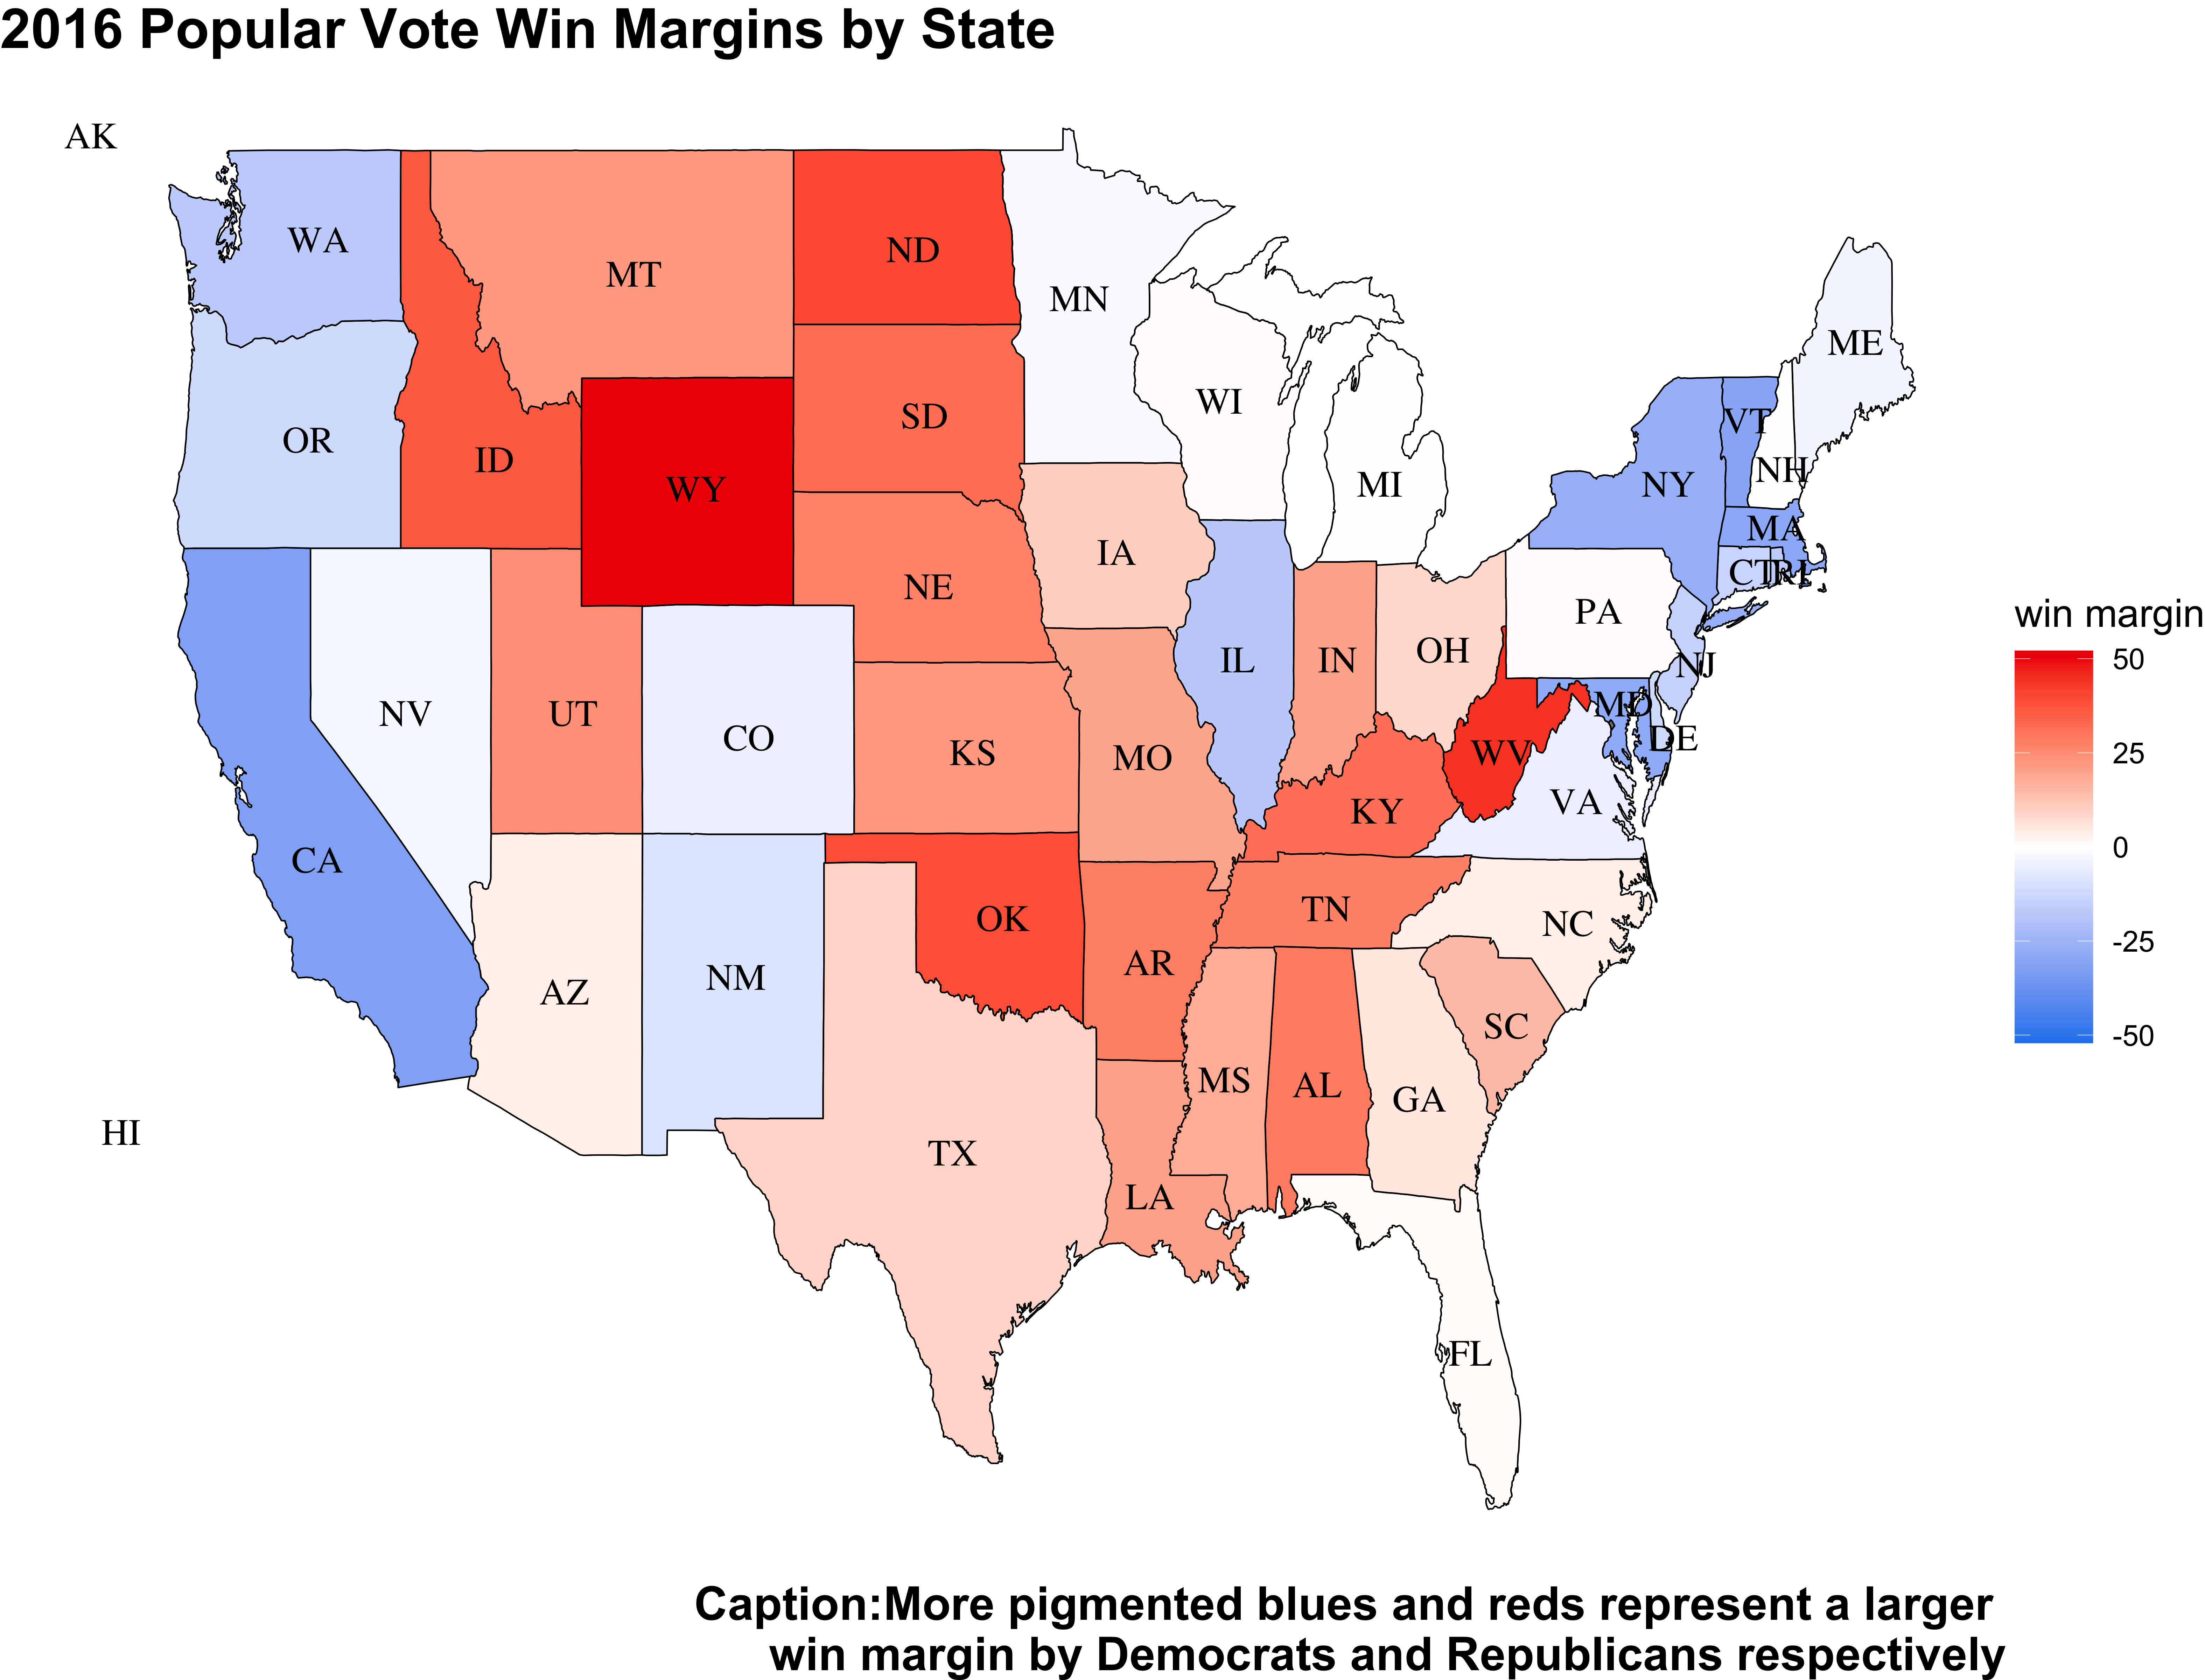 2016 Popular Vote Win Margins by State
AK
WA
MT
ND
MN
ME
OR
ID
WY
SD
WI
MI
NY
VT
NH
MA
CT
RI
IA
NE
PA
NV
UT
CO
KS
MO
IL
IN
OH
NJ
MD
DE
WV
VA
KY
CA
AZ
NM
OK
AR
TN
NC
SC
MS
AL
GA
HI
TX
LA
FL
win margin
50
25
0
-25
-50
Caption:More pigmented blues and reds represent a larger
win margin by Democrats and Republicans respectively